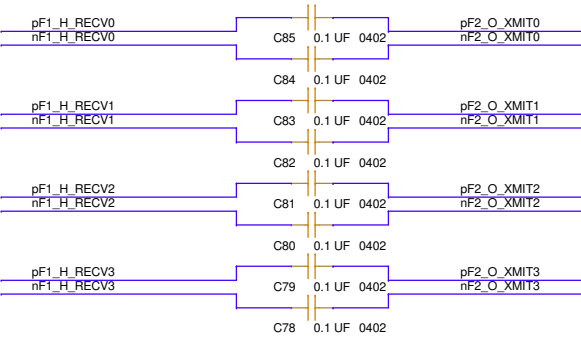 pF1_H_RECV0 pF2_O_XMIT0
nF1_H_RECV0 C85 0.1 UF 0402 nF2_O_XMIT0
C84 0.1 UF 0402
pF1_H_RECV1 pF2_O_XMIT1
nF1_H_RECV1 C83 0.1 UF 0402 nF2_O_XMIT1
C82 0.1 UF 0402
pF1_H_RECV2 pF2_O_XMIT2
nF1_H_RECV2 C81 0.1 UF 0402 nF2_O_XMIT2
C80 0.1 UF 0402
pF1_H_RECV3 pF2_O_XMIT3
nF1_H_RECV3 C79 0.1 UF 0402 nF2_O_XMIT3
C78 0.1 UF 0402